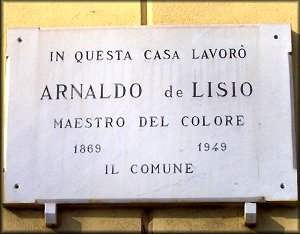 IN QUESTA CASA LAVORÒ
ARNALDO de LISIO
MAESTRO DEL COLORE
1869 1949
IL COMUNE